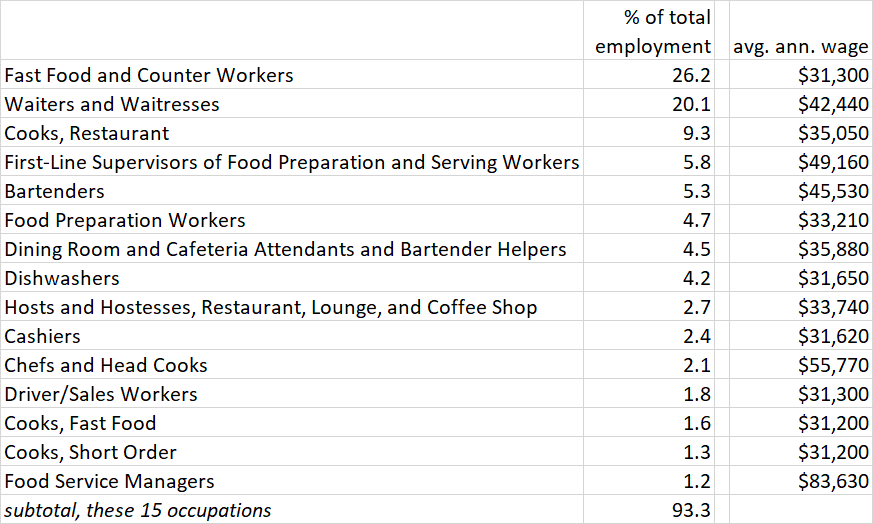 % of total
employment avg. ann. wage
Fast Food and Counter Workers 26.2 $31,300
Waiters and Waitresses 20.1 $42,440
Cooks, Restaurant 9.3 $35,050
First-Line Supervisors of Food Preparation and Serving Workers 5.8 $49,160
Bartenders 5.3 $45,530
Food Preparation Workers 4.7 $33,210
Dining Room and Cafeteria Attendants and Bartender Helpers 4.5 $35,880
Dishwashers 4.2 $31,650
Hosts and Hostesses, Restaurant, Lounge, and Coffee Shop 2.7 $33,740
Cashiers 2.4 $31,620
Chefs and Head Cooks 2.1 $55,770
Driver/Sales Workers 1.8 $31,300
Cooks, Fast Food 1.6 $31,200
Cooks, Short Order 1.3 $31,200
Food Service Managers 1.2 $83,630
subtotal, these 15 occupations 93.3